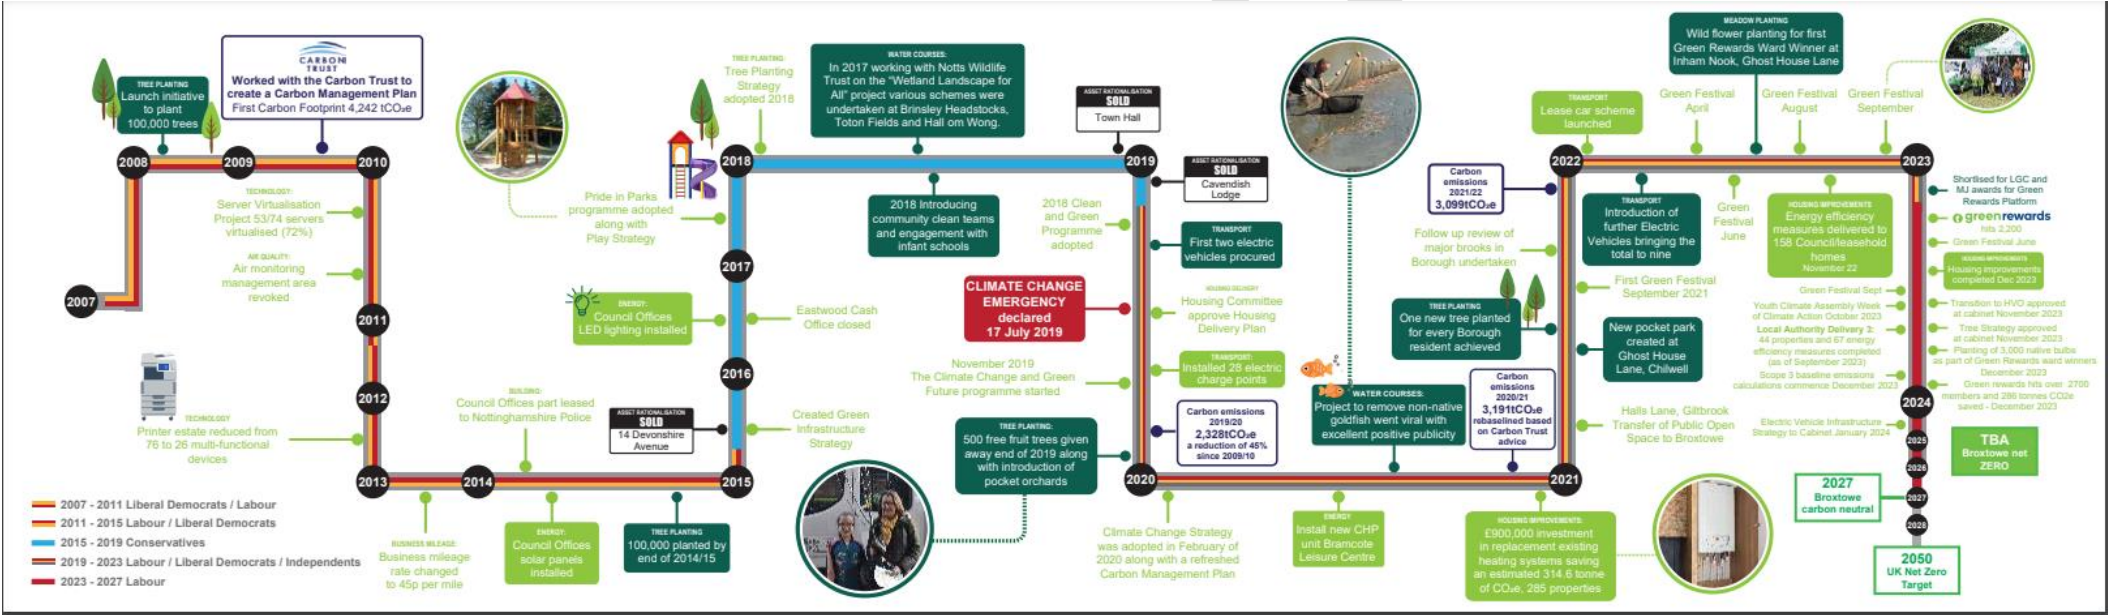 TREE PLANTING
Launch initiative
to plant
100,000 trees
CARBON
TRUST
Worked with the Carbon Trust to
create a Carbon Management Plan
First Carbon Footprint 4,242 tCO₂e
2007
2008
2009
2010
TECHNOLOGY:
Server Virtualisation
Project 53/74 servers
virtualised (72%)
AIR QUALITY:
Air monitoring
management area
revoked
2011
2012
TECHNOLOGY
Printer estate reduced from
76 to 26 multi-functional
devices
2013
2014
2015
BUILDING:
Council Offices part leased
to Nottinghamshire Police
BUSINESS MILEAGE:
Business mileage
rate changed
to 45p per mile
ENERGY:
Council Offices
solar panels
installed
TREE PLANTING
100,000 planted by
end of 2014/15
ASSET RATIONALISATION
SOLD
14 Devonshire
Avenue
Created Green
Infrastructure
Strategy
2016
Eastwood Cash
Office closed
ENERGY:
Council Offices
LED lighting installed
2017
Pride in Parks
programme adopted
along with
Play Strategy
2018
TREE PLANTING:
Tree Planting
Strategy
adopted 2018
WATER COURSES:
In 2017 working with Notts Wildlife
Trust on the "Wetland Landscape for
All" project various schemes were
undertaken at Brinsley Headstocks,
Toton Fields and Hall om Wong.
2018 Introducing
community clean teams
and engagement with
infant schools
ASSET RATIONALISATION
SOLD
Town Hall
2019
ASSET RATIONALISATION
SOLD
Cavendish
Lodge
2018 Clean
and Green
Programme
adopted
TRANSPORT
First two electric
vehicles procured
CLIMATE CHANGE
EMERGENCY
declared
17 July 2019
HOUSING DELIVERY
Housing Committee
approve Housing
Delivery Plan
November 2019
The Climate Change and Green
Future programme started
TRANSPORT:
Installed 28 electric
charge points
Carbon emissions
2019/20
2,328tCO₂e
a reduction of 45%
since 2009/10
TREE PLANTING:
500 free fruit trees given
away end of 2019 along
with introduction of
pocket orchards
2020
Climate Change Strategy
was adopted in February of
2020 along with a refreshed
Carbon Management Plan
ENERGY
Install new CHP
unit Bramcote
Leisure Centre
WATER COURSES:
Project to remove non-native
goldfish went viral with
excellent positive publicity
Carbon
emissions
2020/21
3,191tCO₂e
rebaselined based
on Carbon Trust
advice
HOUSING IMPROVEMENTS:
£900,000 investment
in replacement existing
heating systems saving
an estimated 314.6 tonne
of CO₂e, 285 properties
2021
Halls Lane, Giltbrook
Transfer of Public Open
Space to Broxtowe
New pocket park
created at
Ghost House
Lane, Chilwell
TREE PLANTING
One new tree planted
for every Borough
resident achieved
First Green Festival
September 2021
Follow up review of
major brooks in
Borough undertaken
Carbon
emissions
2021/22
3,099tCO₂e
2022
TRANSPORT
Lease car scheme
launched
Green Festival
April
MEADOW PLANTING
Wild flower planting for first
Green Rewards Ward Winner at
Inham Nook, Ghost House Lane
Green Festival
August
Green Festival
September
TRANSPORT
Introduction of
further Electric
Vehicles bringing the
total to nine
Green
Festival
June
HOUSING IMPROVEMENTS
Energy efficiency
measures delivered to
158 Council/leasehold
homes
November 22
2023
Shortlised for LGC and
MJ awards for Green
Rewards Platform
greenrewards
hits 2,200
Green Festival June
HOUSING IMPROVEMENTS
Housing improvements
completed Dec 2023
Green Festival Sept
Youth Climate Assembly Week
of Climate Action October 2023
Transition to HVO approved
at cabinet November 2023
Local Authority Delivery 3:
44 properties and 67 energy
efficiency measures completed
(as of September 2023)
Tree Strategy approved
at cabinet November 2023
Planting of 3,000 native bulbs
as part of Green Rewards ward winners
December 2023
Scope 3 baseline emissions
calculations commence December 2023
Green rewards hits over 2700
members and 286 tonnes CO2e
saved - December 2023
2024
Electric Vehicle Infrastructure
Strategy to Cabinet January 2024
2025
TBA
Broxtowe net
ZERO
2026
2027
Broxtowe
carbon neutral
2027
2028
2050
UK Net Zero
Target
2007 - 2011 Liberal Democrats / Labour
2011 - 2015 Labour / Liberal Democrats
2015 - 2019 Conservatives
2019 - 2023 Labour / Liberal Democrats / Independents
2023 - 2027 Labour